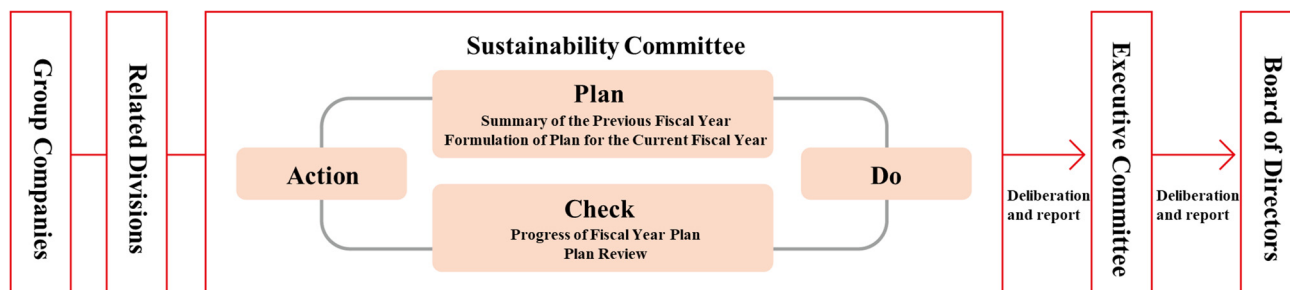 Group Companies
Related Divisions
Sustainability Committee
Plan
Summary of the Previous Fiscal Year
Formulation of Plan for the Current Fiscal Year
Action
Do
Check
Progress of Fiscal Year Plan
Plan Review
Deliberation
and report
Executive Committee
Deliberation
and report
Board of Directors